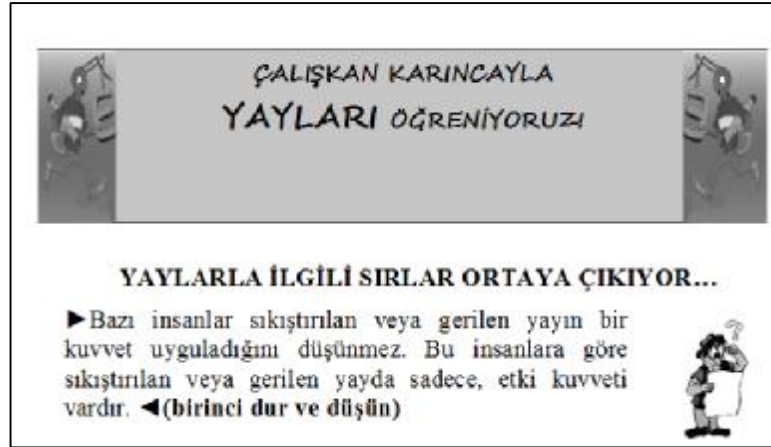 ÇALIŞKAN KARINCAYLA
YAYLARI ÖĞRENİYORUZ!
YAYLARLA İLGİLİ SIRLAR ORTAYA ÇIKIYOR…
►Bazı insanlar sıkıştırılan veya gerilen yayın bir
kuvvet uyguladığını düşünmez. Bu insanlara göre
sıkıştırılan veya gerilen yayda sadece, etki kuvveti
vardır. ◄(birinci dur ve düşün)
?